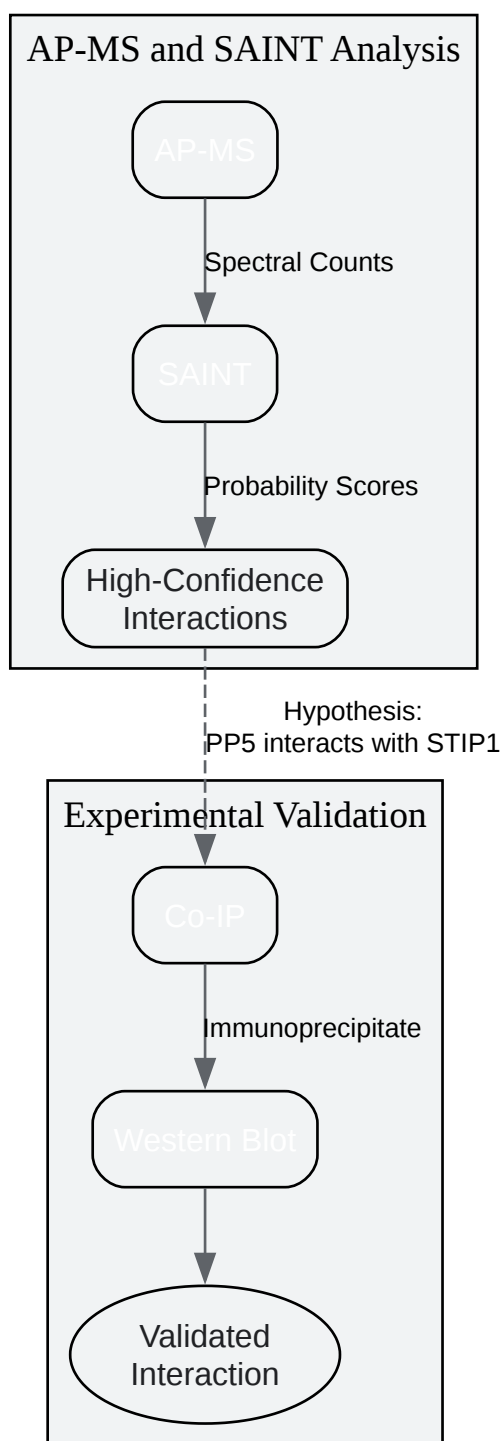 AP-MS and SAINT Analysis
AP-MS
Spectral Counts
SAINT
Probability Scores
High-Confidence
Interactions
Hypothesis:
PP5 interacts with STIP1
Experimental Validation
Co-IP
Immunoprecipitate
Western Blot
Validated
Interaction